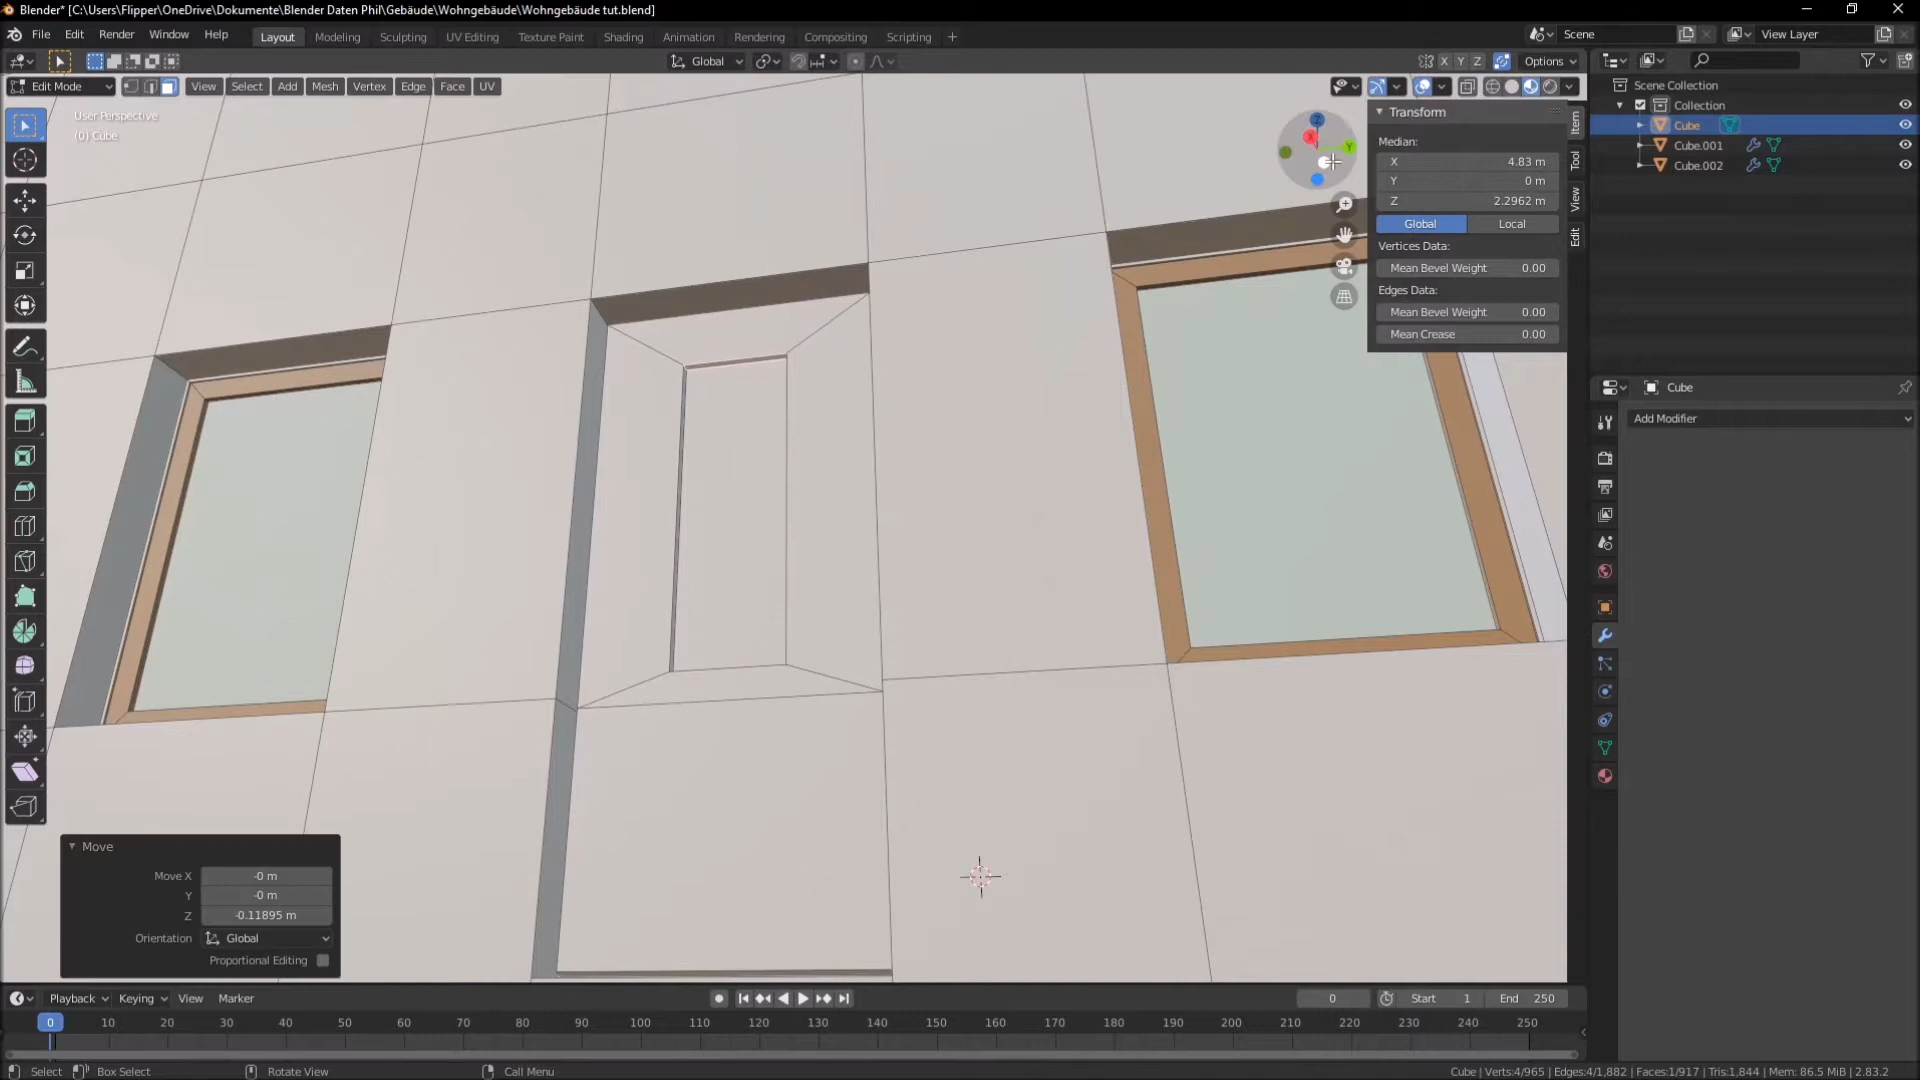 Blender* [C:\Users\Flipper\OneDrive\Dokumente\Blender Daten Phil\Gebäude\Wohngebäude\Wohngebäude tut.blend]
File Edit Render Window Help Layout Modeling Sculpting UV Editing Texture Paint Shading Animation Rendering Compositing Scripting + Scene View Layer
Global X Y Z Options
Edit Mode View Select Add Mesh Vertex Edge Face UV
User Perspective
(0) Cube
Z
X
Y
Transform
Median:
X 4.83 m
Y 0 m
Z 2.2962 m
Global Local
Vertices Data:
Mean Bevel Weight 0.00
Edges Data:
Mean Bevel Weight 0.00
Mean Crease 0.00
Item
Tool
View
Edit
Scene Collection
Collection
Cube
Cube.001
Cube.002
Cube
Add Modifier
Move
Move X -0 m
Y -0 m
Z -0.11895 m
Orientation Global
Proportional Editing
Playback Keying View Marker 0 Start 1 End 250
0 10 20 30 40 50 60 70 80 90 100 110 120 130 140 150 160 170 180 190 200 210 220 230 240 250
Select Box Select Rotate View Call Menu Cube | Verts:4/965 | Edges:4/1,882 | Faces:1/917 | Tris:1,844 | Mem: 86.5 MiB | 2.83.2